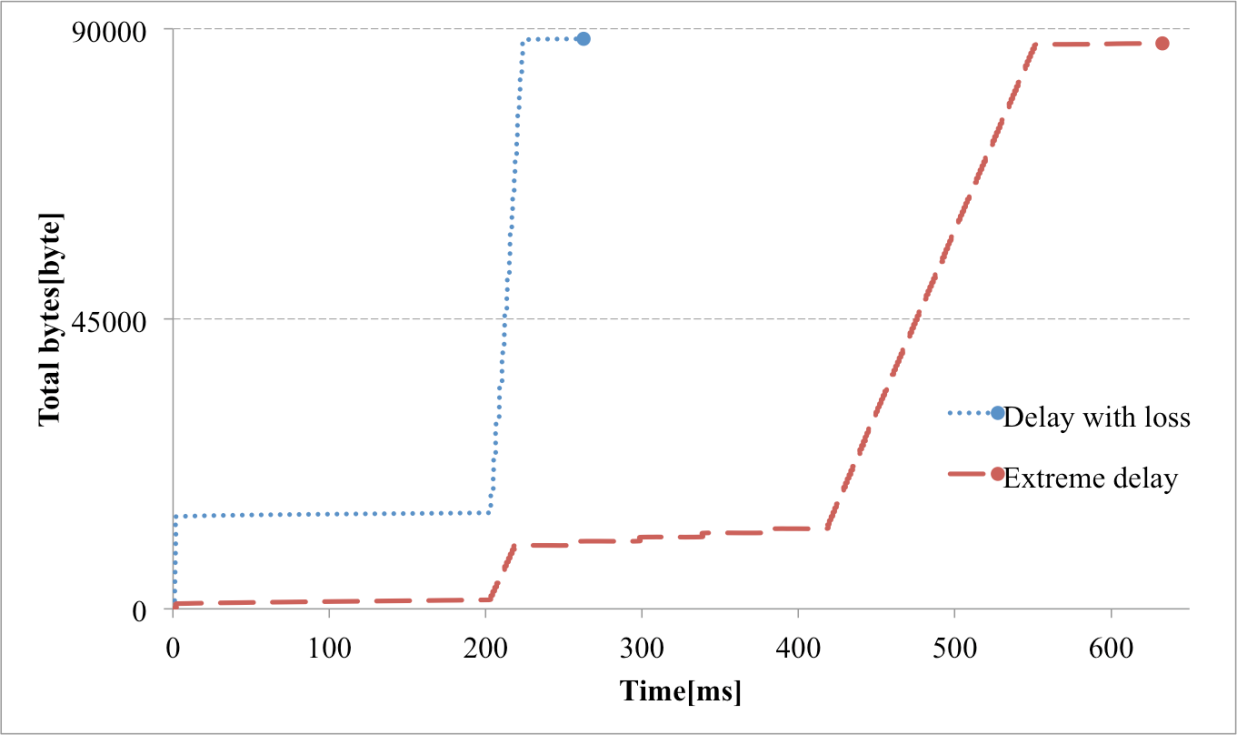 90000
45000
0
Total bytes[byte]
0 100 200 300 400 500 600
Time[ms]
Delay with loss
Extreme delay